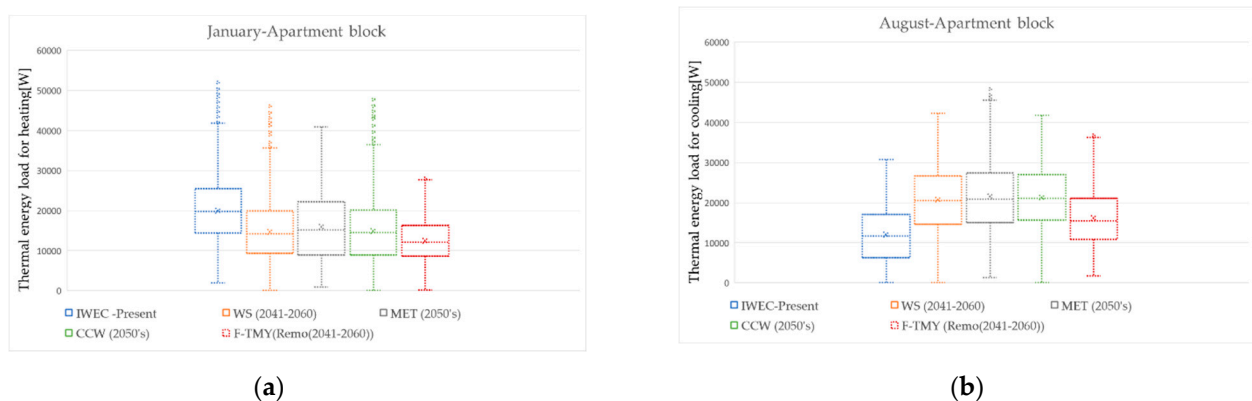 January-Apartment block
Thermal energy load for heating[W]
60000
50000
40000
30000
20000
10000
0
IWEC -Present
WS (2041-2060)
MET (2050's)
CCW (2050's)
F-TMY(Remo(2041-2060))
(a)
August-Apartment block
Thermal energy load for cooling[W]
60000
50000
40000
30000
20000
10000
0
IWEC-Present
WS (2041-2060)
MET (2050's)
CCW (2050's)
F-TMY (Remo(2041-2060))
(b)